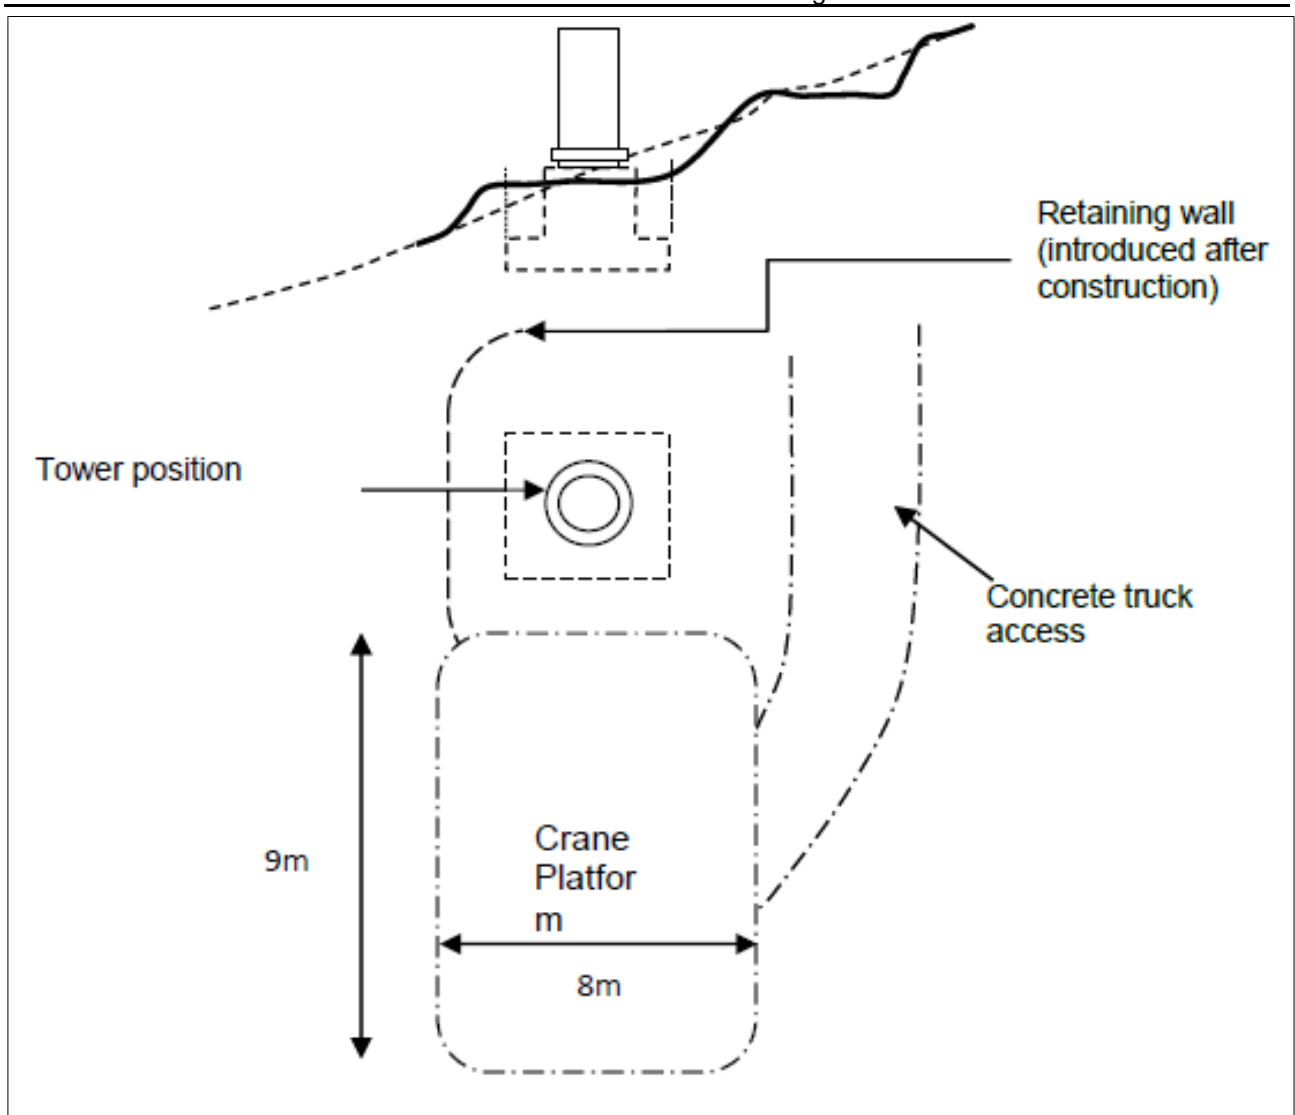 Retaining wall
(introduced after
construction)
Tower position
Concrete truck
access
Crane
Platfor
m
9m
8m